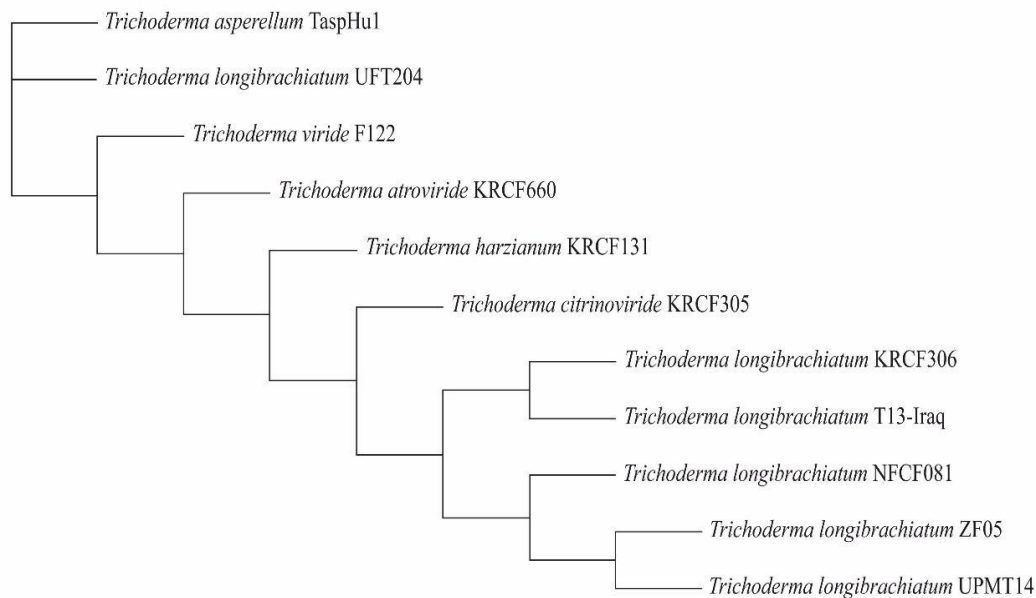 Trichoderma asperellum TaspHu1
Trichoderma longibrachiatum UFT204
Trichoderma viride F122
Trichoderma atroviride KRCF660
Trichoderma harzianum KRCF131
Trichoderma citrinoviride KRCF305
Trichoderma longibrachiatum KRCF306
Trichoderma longibrachiatum T13-Iraq
Trichoderma longibrachiatum NFCF081
Trichoderma longibrachiatum ZF05
Trichoderma longibrachiatum UPMT14